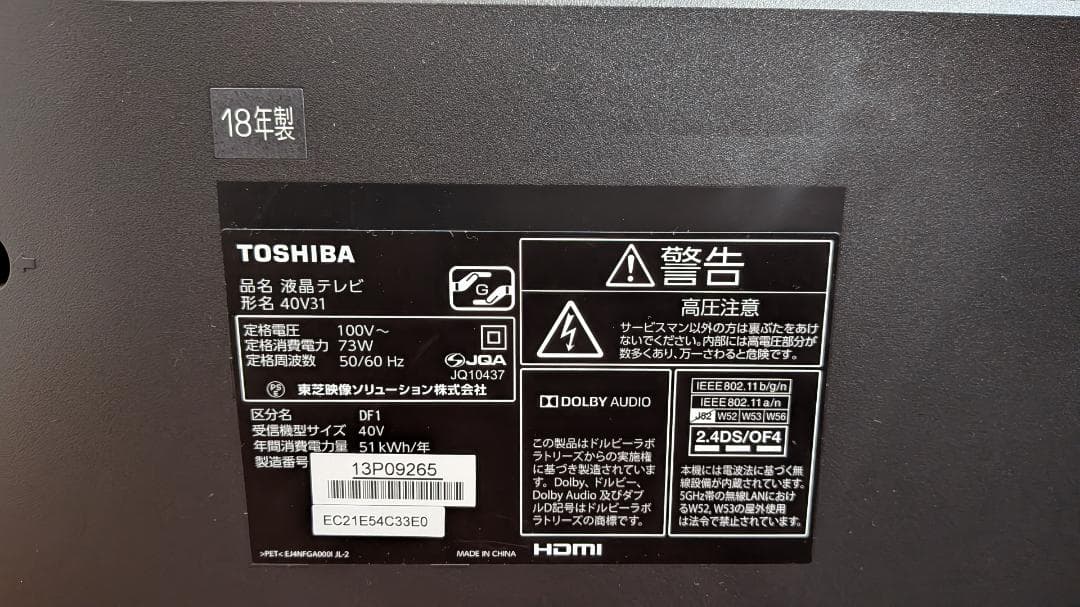 18年製
TOSHIBA
品名 液晶テレビ
形名 40V31
G
定格電圧 100V～
定格消費電力 73W
定格周波数 50/60 Hz
JQA
JQ10437
PS
E
東芝映像ソリューション株式会社
区分名 DF1
受信機型サイズ 40V
年間消費電力量 51kWh/年
製造番号
13P09265
EC21E54C33E0
>PET< EJ4NFGA000I JL-2
MADE IN CHINA
警告
高圧注意
サービスマン以外の方は裏ぶたをあけ
ないでください。内部には高電圧部分が
数多くあり、万一さわると危険です。
DOLBY AUDIO
この製品はドルビーラボ
ラトリーズからの実施権
に基づき製造されていま
す。Dolby、ドルビー、
Dolby Audio 及びダブ
ルD記号はドルビーラボ
ラトリーズの商標です。
HDMI
IEEE802.11b/g/n
IEEE802.11a/n
J52 W52 W53 W56
2.4DS/OF4
本機には電波法に基づく無
線設備が内蔵されています。
5GHz帯の無線LANにおけ
るW52, W53の屋外使用
は法令で禁止されています。